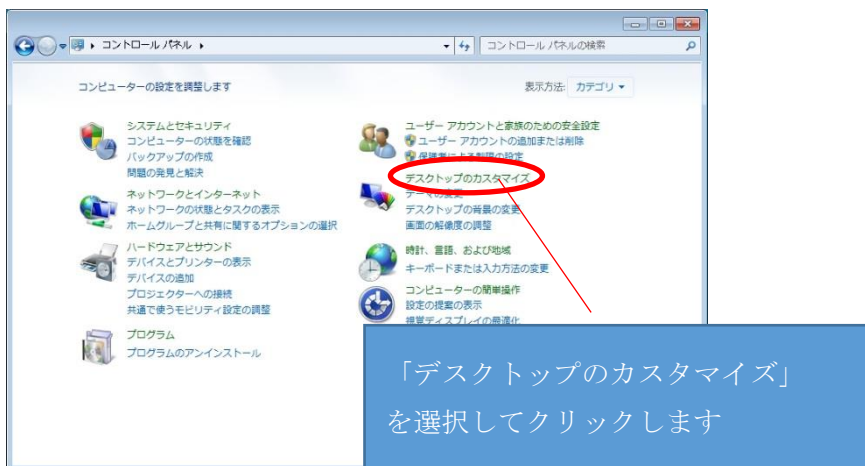 コントロール パネル
コントロール パネルの検索
コンピューターの設定を調整します
表示方法: カテゴリ
システムとセキュリティ
コンピューターの状態を確認
バックアップの作成
問題の発見と解決
ネットワークとインターネット
ネットワークの状態とタスクの表示
ホームグループと共有に関するオプションの選択
ハードウェアとサウンド
デバイスとプリンターの表示
デバイスの追加
プロジェクターへの接続
共通で使うモビリティ設定の調整
プログラム
プログラムのアンインストール
ユーザー アカウントと家族のための安全設定
ユーザー アカウントの追加または削除
保護者による制限の設定
デスクトップのカスタマイズ
テーマの変更
デスクトップの背景の変更
画面の解像度の調整
時計、言語、および地域
キーボードまたは入力方法の変更
コンピューターの簡単操作
設定の提案の表示
視覚ディスプレイの最適化
「デスクトップのカスタマイズ」
を選択してクリックします